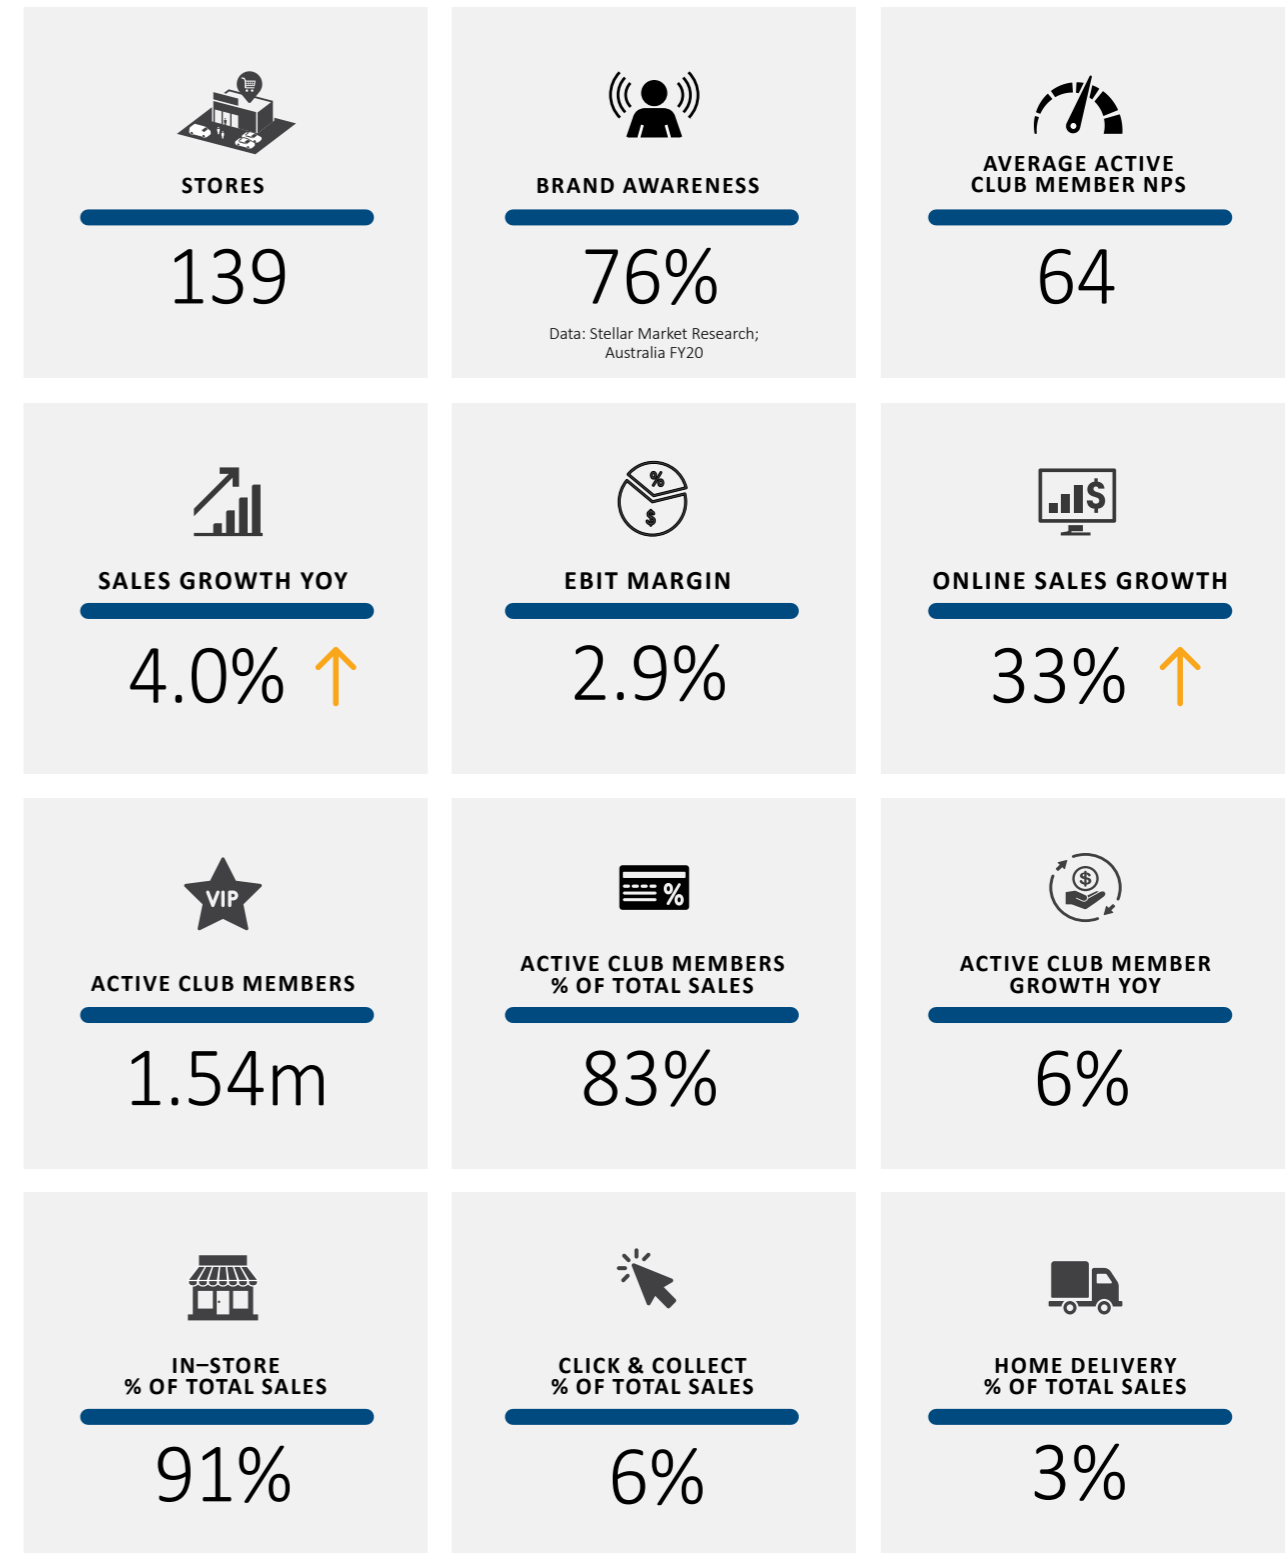 STORES
139
BRAND AWARENESS
76%
Data: Stellar Market Research;
Australia FY20
AVERAGE ACTIVE
CLUB MEMBER NPS
64
SALES GROWTH YOY
4.0%
EBIT MARGIN
%
$
2.9%
$
ONLINE SALES GROWTH
33%
VIP
ACTIVE CLUB MEMBERS
1.54m
%
ACTIVE CLUB MEMBERS
% OF TOTAL SALES
83%
$
ACTIVE CLUB MEMBER
GROWTH YOY
6%
IN–STORE
% OF TOTAL SALES
91%
CLICK & COLLECT
% OF TOTAL SALES
6%
HOME DELIVERY
% OF TOTAL SALES
3%